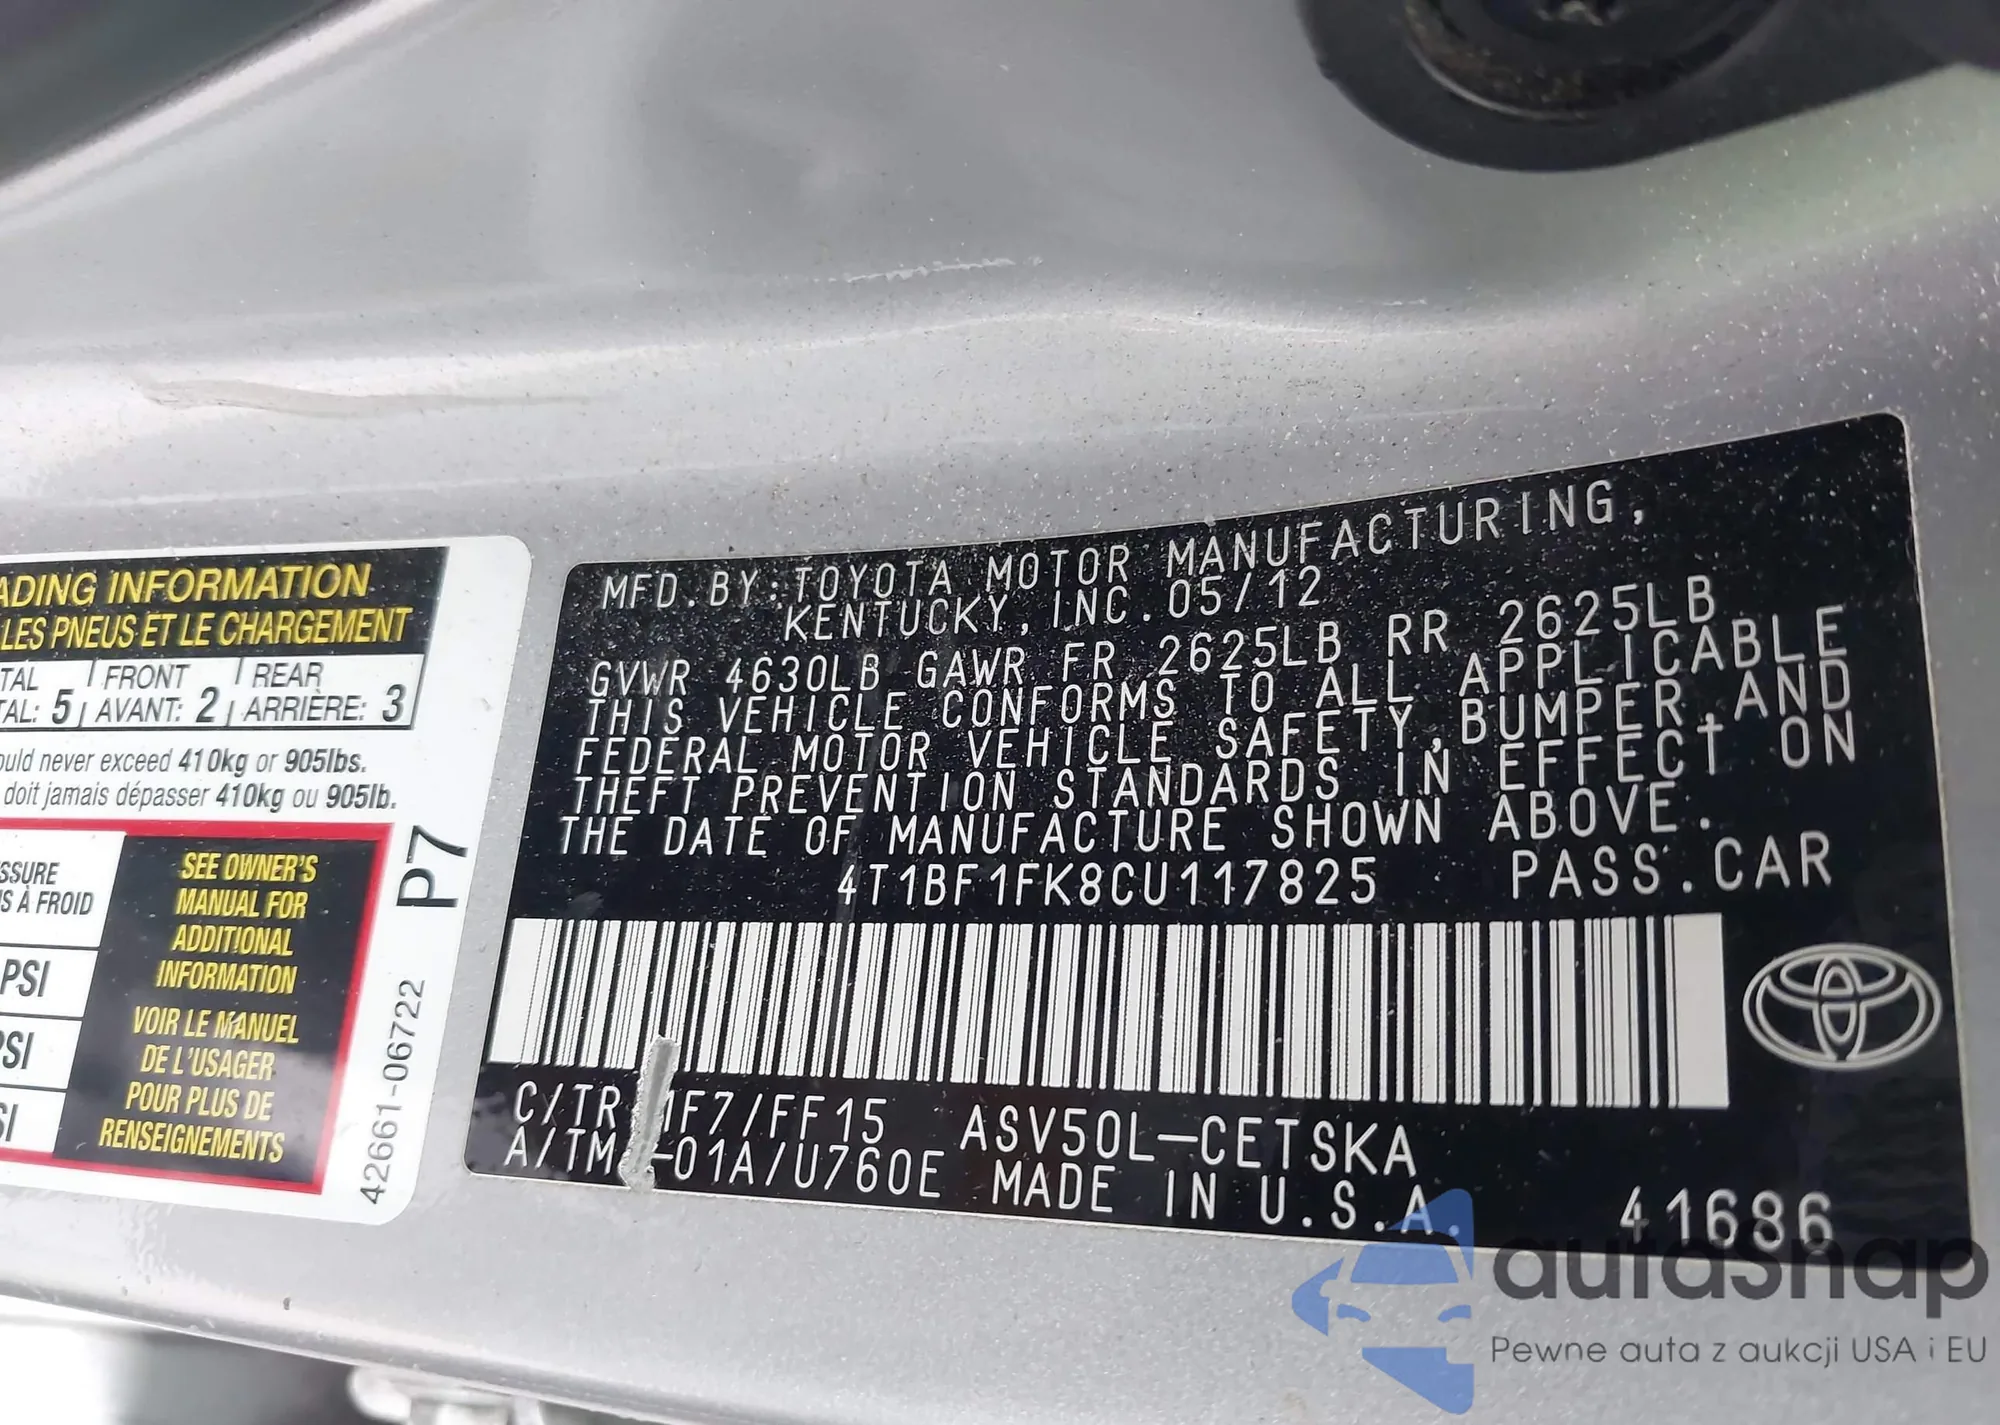 ADING INFORMATION
LES PNEUS ET LE CHARGEMENT
TAL FRONT REAR
TAL: 5 AVANT: 2 ARRIÈRE: 3
ould never exceed 410kg or 905lbs.
doit jamais dépasser 410kg ou 905lb.
SSURE
S À FROID
PSI
PSI
SI
SEE OWNER'S
MANUAL FOR
ADDITIONAL
INFORMATION
VOIR LE MANUEL
DE L'USAGER
POUR PLUS DE
RENSEIGNEMENTS
P7
42661-06722
MFD.BY:TOYOTA MOTOR MANUFACTURING,
KENTUCKY, INC. 05/12
GVWR 4630LB GAWR FR 2625LB RR 2625LB
THIS VEHICLE CONFORMS TO ALL APPLICABLE
FEDERAL MOTOR VEHICLE SAFETY,BUMPER,AND
THEFT PREVENTION STANDARDS IN EFFECT ON
THE DATE OF MANUFACTURE SHOWN ABOVE.
4T1BF1FK8CU117825 PASS.CAR
C/TR 1F7/FF15 ASV50L-CETSKA
A/TM -01A/U760E MADE IN U.S.A. 41686
autasnap
Pewne auta z aukcji USA i EU